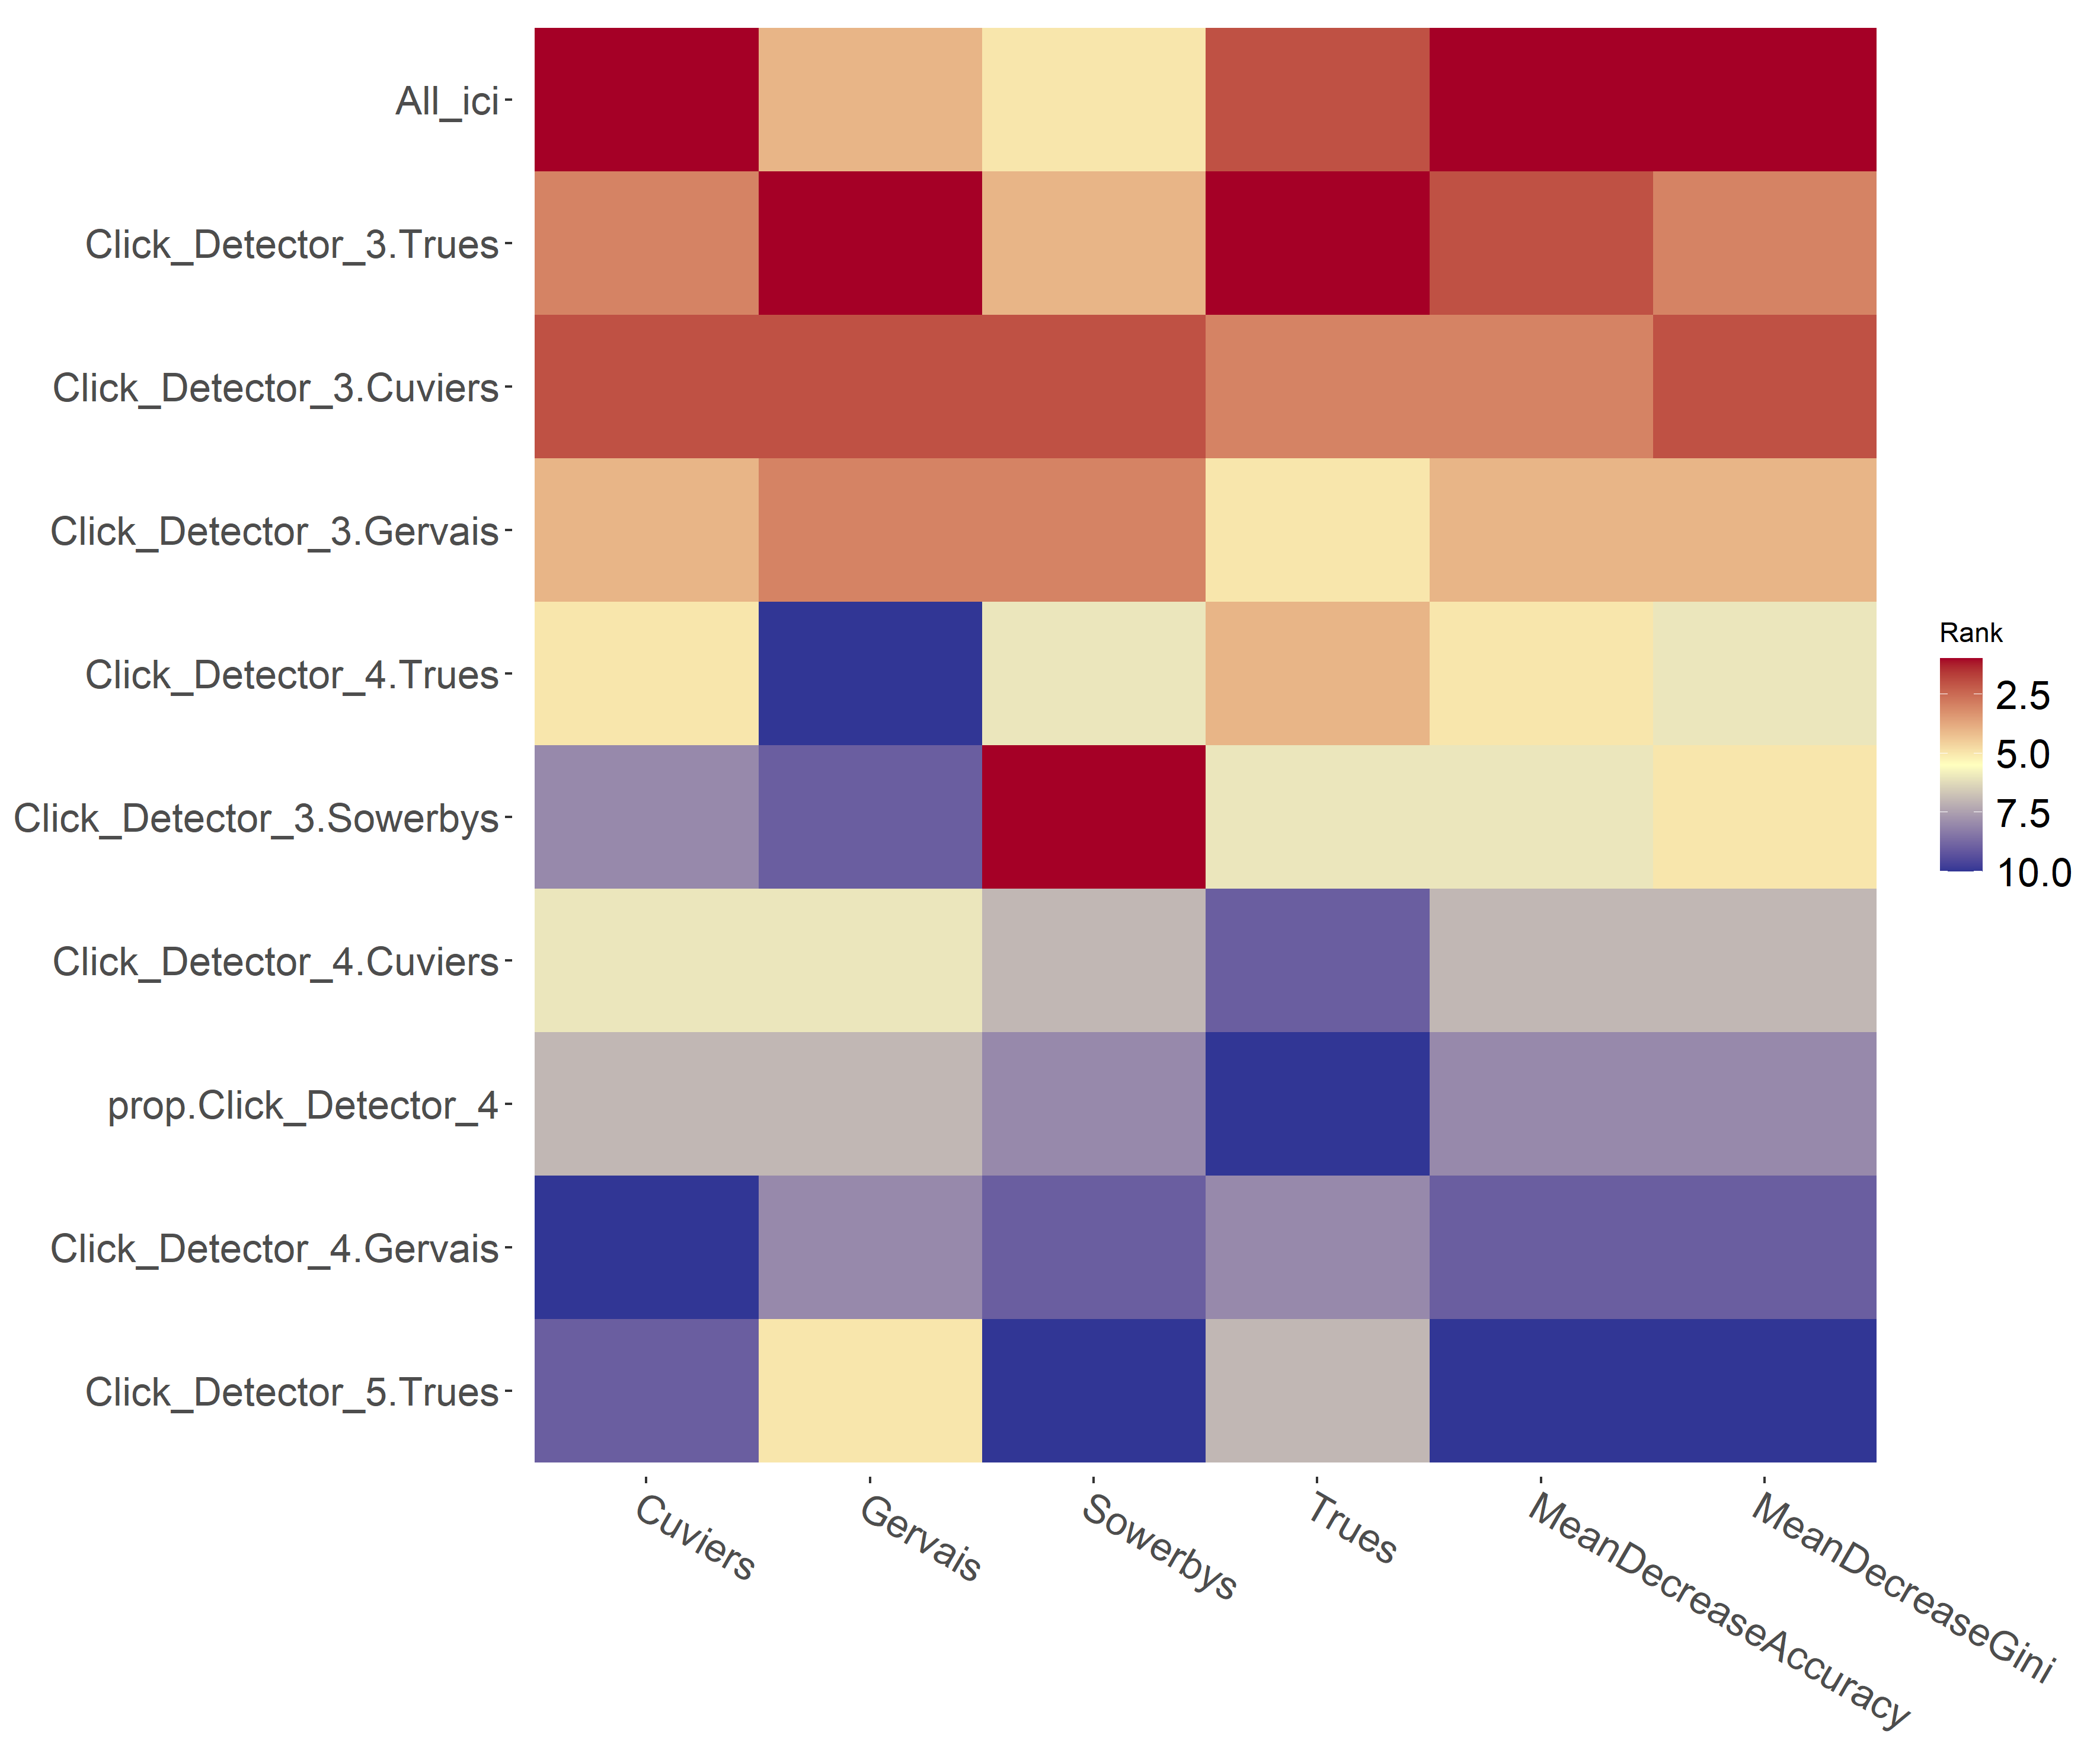 All_ici
Click_Detector_3.Trues
Click_Detector_3.Cuviers
Click_Detector_3.Gervais
Click_Detector_4.Trues
Click_Detector_3.Sowerbys
Click_Detector_4.Cuviers
prop.Click_Detector_4
Click_Detector_4.Gervais
Click_Detector_5.Trues
Cuviers
Gervais
Sowerbys
Trues
MeanDecreaseAccuracy
MeanDecreaseGini
Rank
2.5
5.0
7.5
10.0